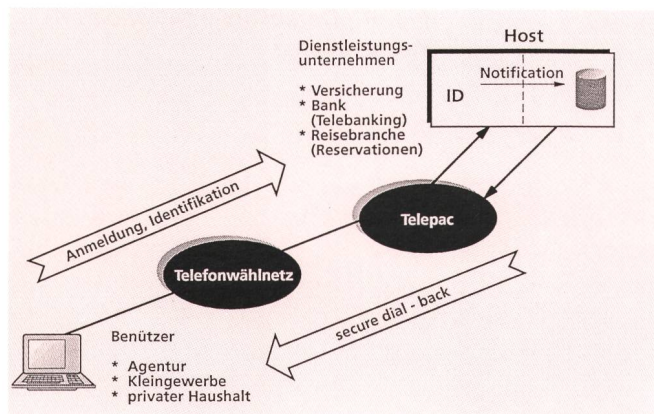 Host
Dienstleistungs-
unternehmen
* Versicherung
* Bank
(Telebanking)
* Reisebranche
(Reservationen)
Notification
ID
Anmeldung, Identifikation
Telepac
Telefonwählnetz
secure dial - back
Benützer
* Agentur
* Kleingewerbe
* privater Haushalt